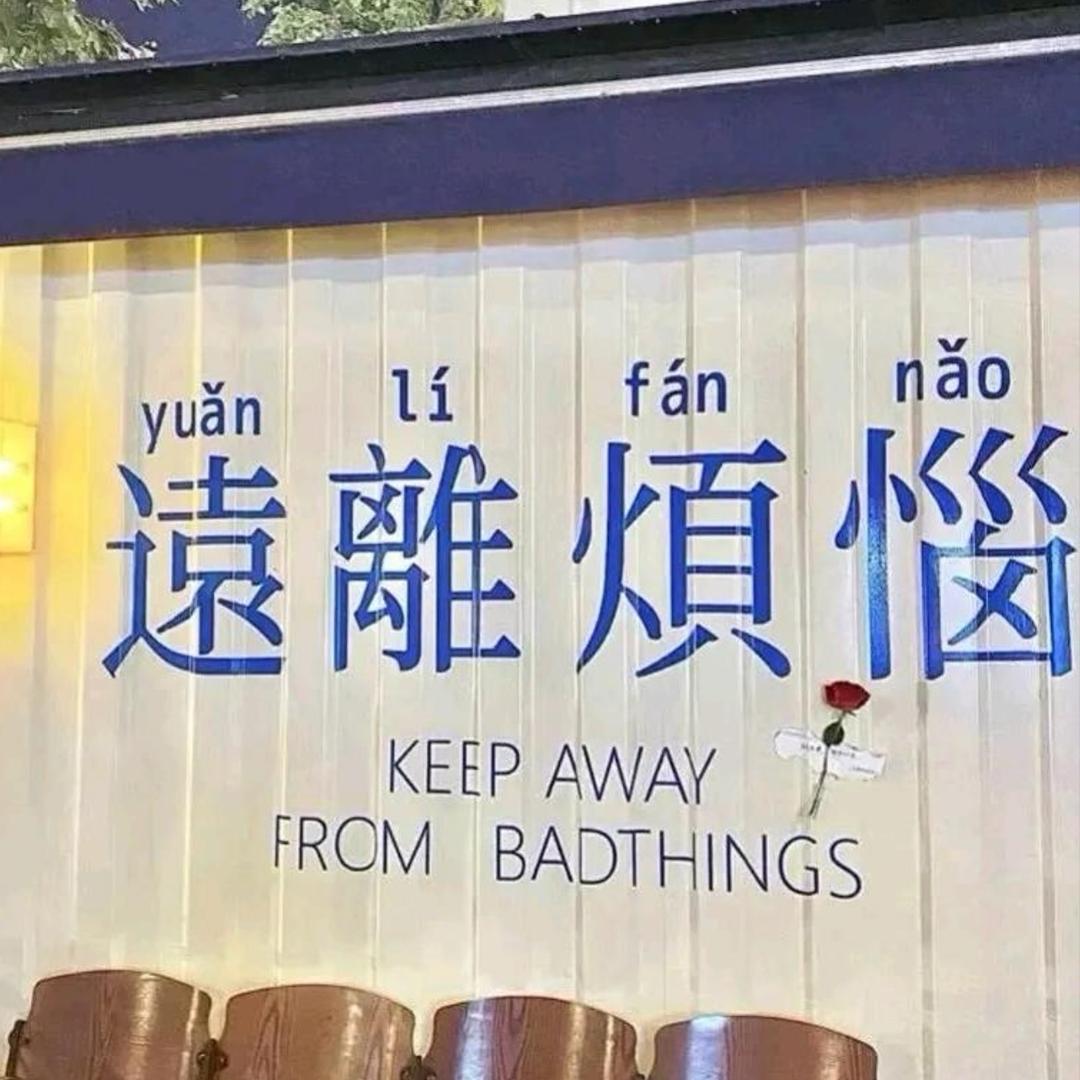 yuǎn lí fán nǎo
遠離煩惱
KEEP AWAY
FROM BADTHINGS